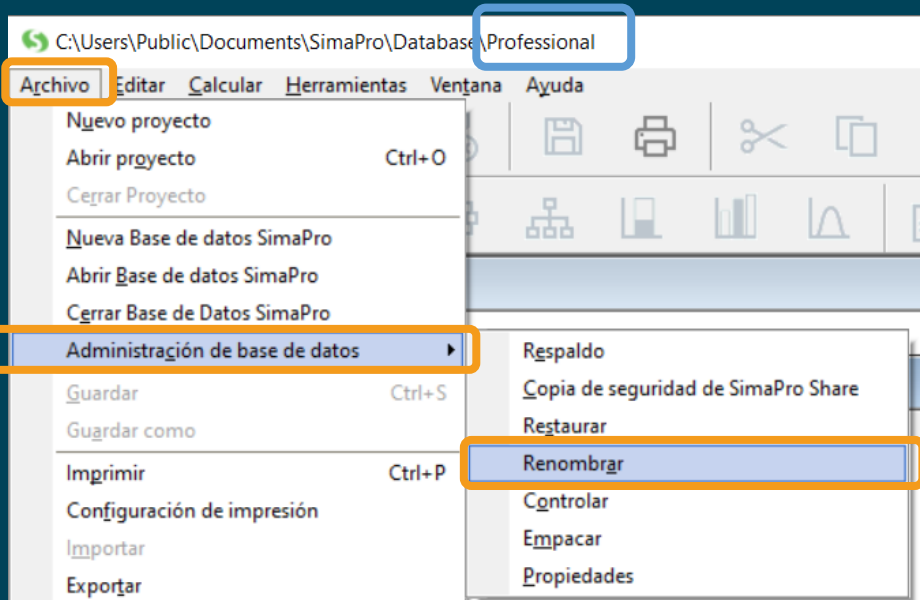 C:\Users\Public\Documents\SimaPro\Database\Professional
Archivo Editar Calcular Herramientas Ventana Ayuda
Nuevo proyecto
Abrir proyecto Ctrl+O
Cerrar Proyecto
Nueva Base de datos SimaPro
Abrir Base de datos SimaPro
Cerrar Base de Datos SimaPro
Administración de base de datos
Guardar Ctrl+S
Guardar como
Imprimir Ctrl+P
Configuración de impresión
Importar
Exportar
Respaldo
Copia de seguridad de SimaPro Share
Restaurar
Renombrar
Controlar
Empacar
Propiedades